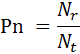 Pn = N_r / N_t